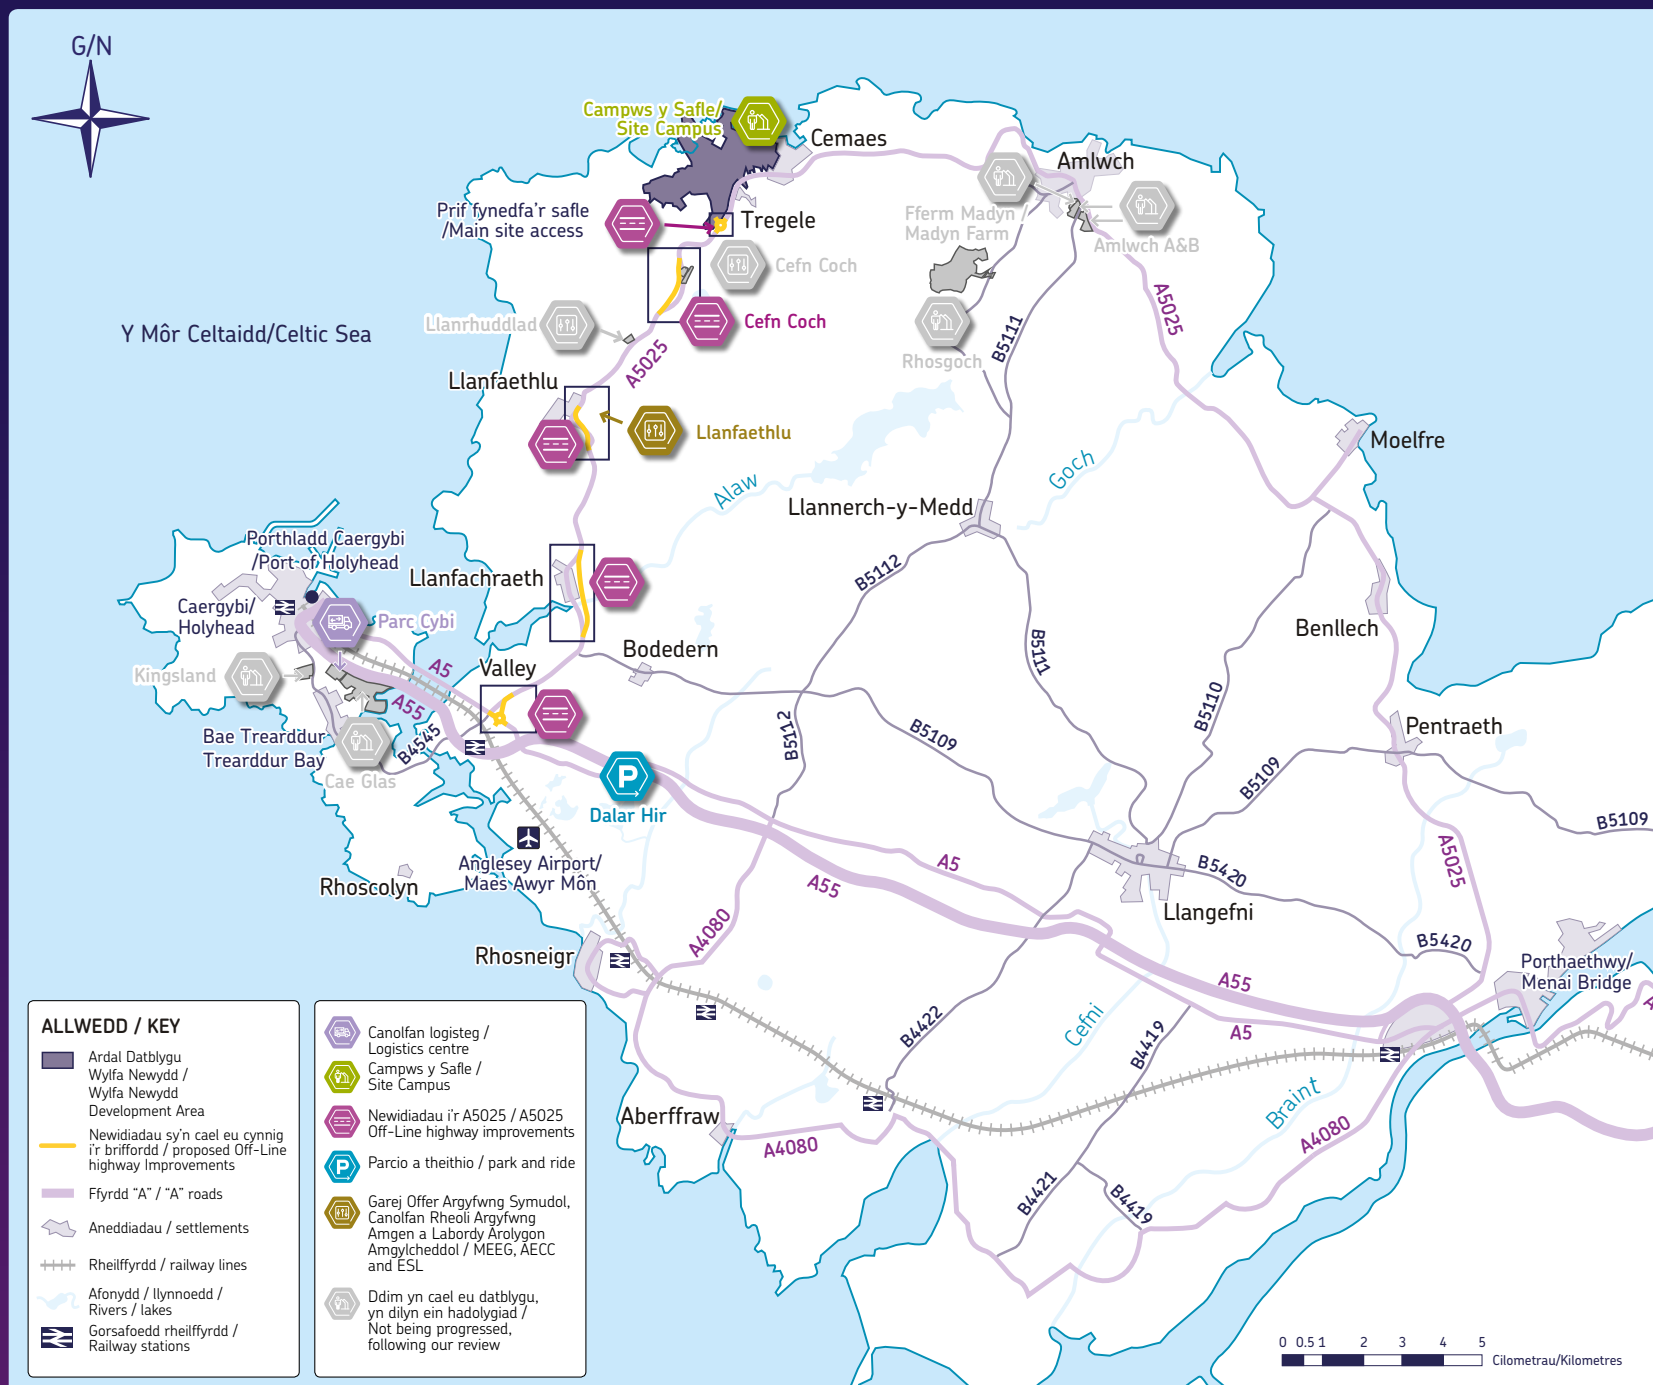 G/N
Campws y Safle/
Site Campus
Cemaes
Amlwch
Prif fynedfa'r safle
/Main site access
Tregele
Fferm Madyn /
Madyn Farm
Amlwch A&B
Cefn Coch
Llanrhuddlad
Cefn Coch
A5025
Y Môr Celtaidd/Celtic Sea
B5111
Rhosgoch
A5025
Llanfaethlu
Llanfaethlu
Moelfre
Alaw
Goch
Llannerch-y-Medd
Porthladd Caergybi
/Port of Holyhead
Llanfachraeth
B5112
Caergybi/
Holyhead
Parc Cybi
Benllech
Bodedern
B5111
Kingsland
A5
Valley
A55
B5110
Bae Trearddur
Trearddur Bay
B4545
B5112
B5109
Pentraeth
Cae Glas
B5109
Dalar Hir
B5109
Anglesey Airport/
Maes Awyr Môn
A5
A5025
Rhoscolyn
A55
B5420
Llangefni
A4080
B5420
Rhosneigr
Porthaethwy/
Menai Bridge
A55
A5
B4422
Cefni
B4419
Braint
Aberffraw
A4080
A4080
B4421
B4419
ALLWEDD / KEY
Ardal Datblygu
Wylfa Newydd /
Wylfa Newydd
Development Area
Newidiadau sy'n cael eu cynnig
i'r briffordd / proposed Off-Line
highway Improvements
Ffyrdd “A” / “A” roads
Aneddiadau / settlements
Rheilffyrdd / railway lines
Afonydd / llynnoedd /
Rivers / lakes
Gorsafoedd rheilffyrdd /
Railway stations
Canolfan logisteg /
Logistics centre
Campws y Safle /
Site Campus
Newidiadau i'r A5025 / A5025
Off-Line highway improvements
P
Parcio a theithio / park and ride
Garej Offer Argyfwng Symudol,
Canolfan Rheoli Argyfwng
Amgen a Labordy Arolygon
Amgylcheddol / MEEG, AECC
and ESL
Ddim yn cael eu datblygu,
yn dilyn ein hadolygiad /
Not being progressed,
following our review
P
0 0.5 1 2 3 4 5
Cilometrau/Kilometres